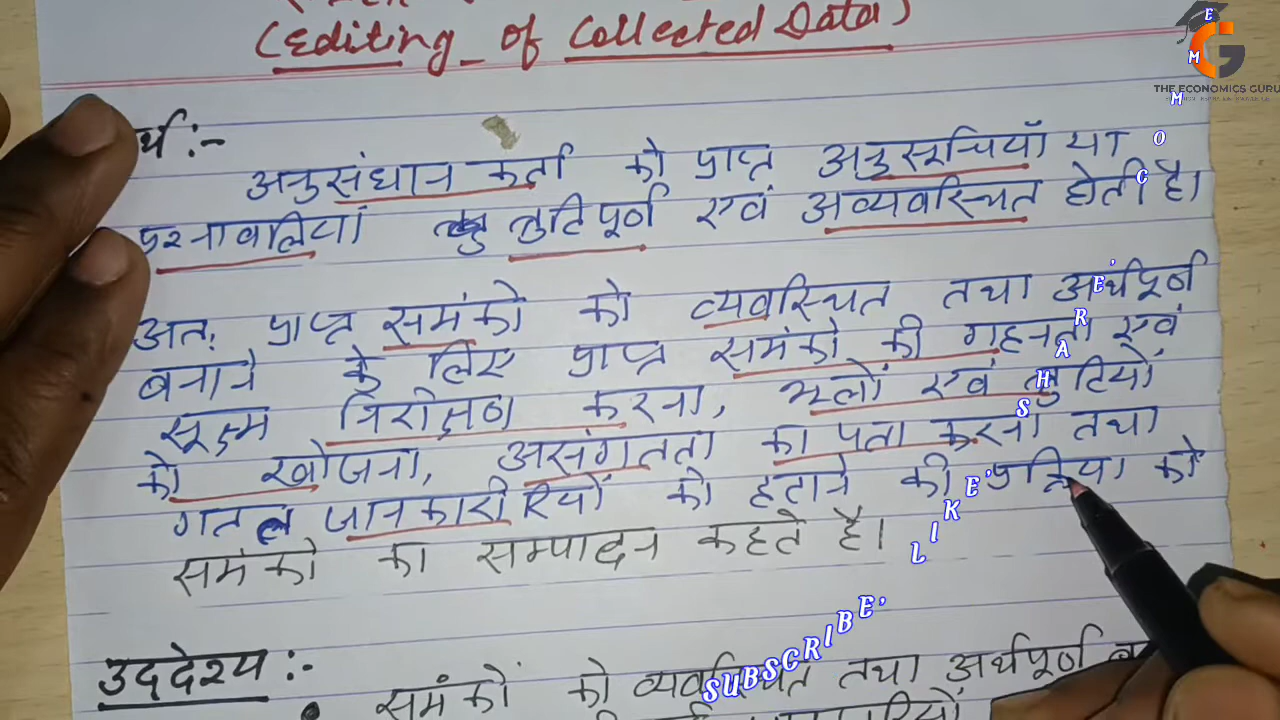 (Editing of Collected Data)
र्थ :-
अनुसंधान कर्ता को प्राप्त अनुसूचियाँ या
प्रश्नावलियां त्रुटिपूर्ण एवं अव्यवस्थित होती है।
अतः प्राप्त समंको को व्यवस्थित तथा अर्थपूर्ण
बनाने के लिए प्राप्त समंको की गहनता एवं
सूक्ष्म निरीक्षण करना, भूलों एवं त्रुटियों
को खोजना, असंगतता का पता करना तथा
गलत जानकारीरियों को हटाने की प्रक्रिया को
समंको का सम्पादन कहते है।
उद्देश्य :-
• समंकों को व्यवस्थित तथा अर्थपूर्ण
THE ECONOMICS GURU
LIKE, SHARE, COMME
SUBSCRIBE,